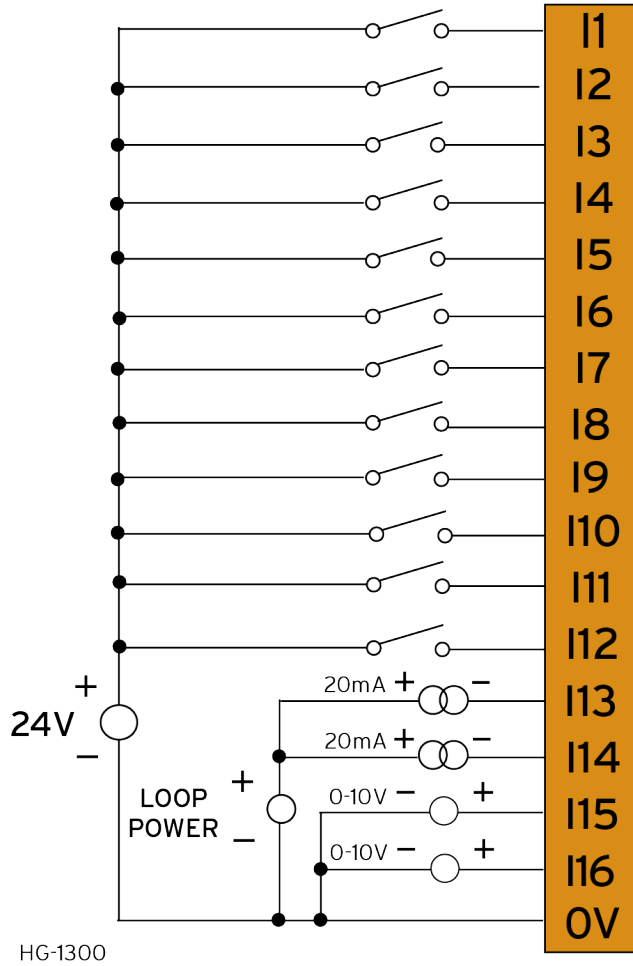 I1
I2
I3
I4
I5
I6
I7
I8
I9
I10
I11
I12
20mA + − I13
+
24V
−
20mA + − I14
LOOP
POWER
+
−
0-10V − + I15
0-10V − + I16
0V
HG-1300